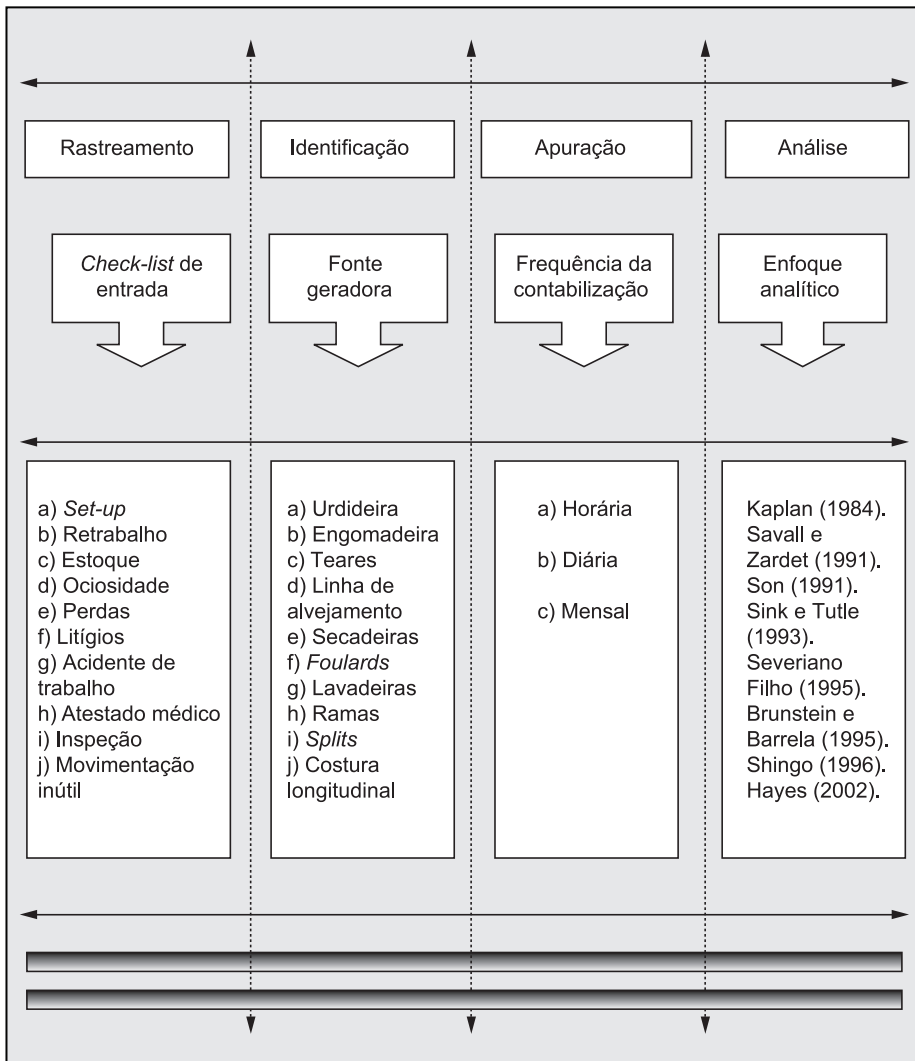 Rastreamento
Identificação
Apuração
Análise
Check-list de
entrada
Fonte
geradora
Frequência da
contabilização
Enfoque
analítico
a) Set-up
b) Retrabalho
c) Estoque
d) Ociosidade
e) Perdas
f) Litígios
g) Acidente de
trabalho
h) Atestado médico
i) Inspeção
j) Movimentação
inútil
a) Urdideira
b) Engomadeira
c) Teares
d) Linha de
alvejamento
e) Secadeiras
f) Foulards
g) Lavadeiras
h) Ramas
i) Splits
j) Costura
longitudinal
a) Horária
b) Diária
c) Mensal
Kaplan (1984).
Savall e
Zardet (1991).
Son (1991).
Sink e Tutle
(1993).
Severiano
Filho (1995).
Brunstein e
Barrela (1995).
Shingo (1996).
Hayes (2002).